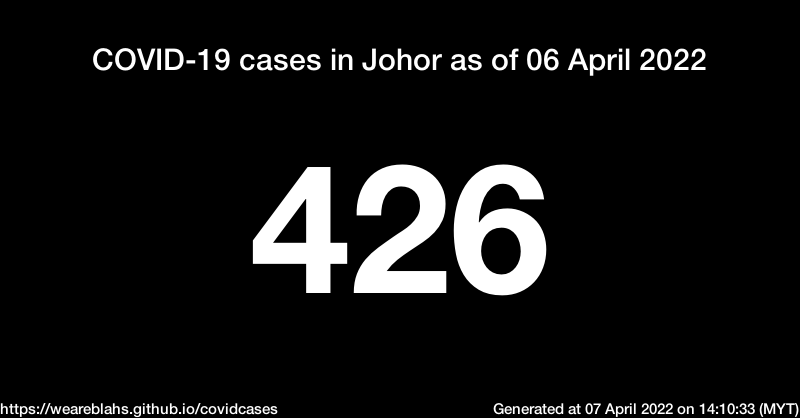 COVID-19 cases in Johor as of 06 April 2022
426
https://weareblahs.github.io/covidcases
Generated at 07 April 2022 on 14:10:33 (MYT)